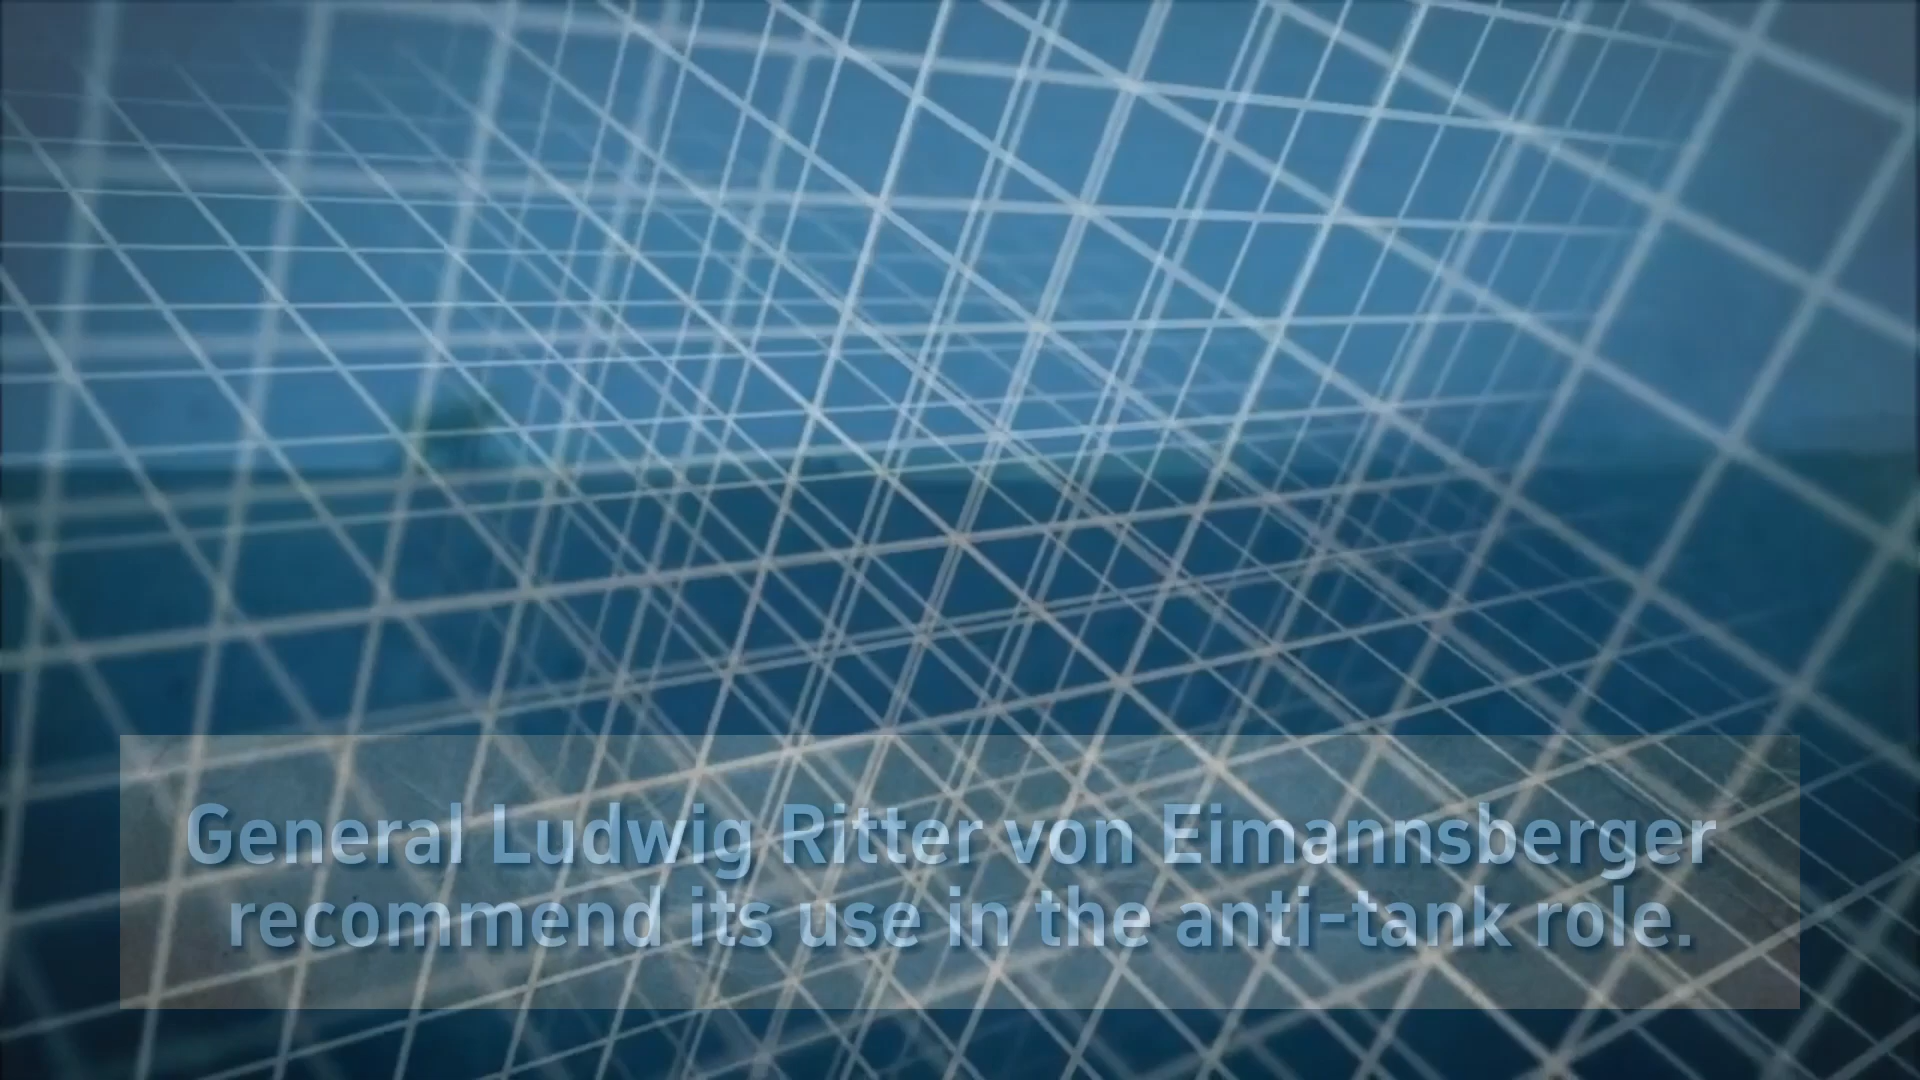 General Ludwig Ritter von Eimannsberger
recommend its use in the anti-tank role.